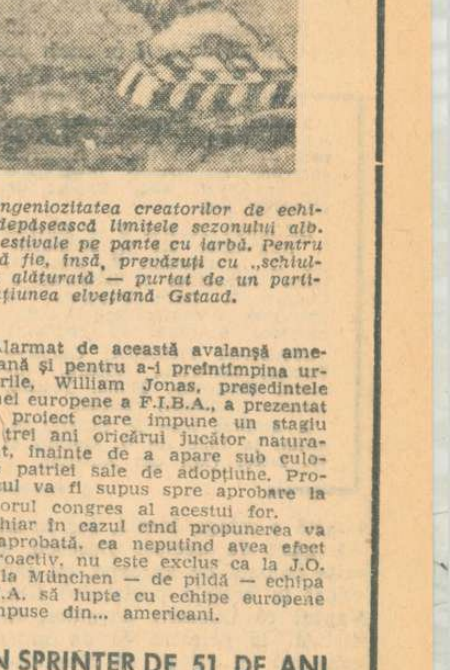 ngeniozitatea creatorilor de echi-
depășească limitele sezonului alb.
estivale pe pante cu iarbă. Pentru
ă fie, însă, prevăzuți cu „schiul-
alăturată — purtat de un parti-
țiunea elvețiană Gstaad.
larmat de această avalanșă ame-
ană și pentru a-i preîntîmpina ur-
rile, William Jonas, președintele
nei europene a F.I.B.A., a prezentat
proiect care impune un stagiu
trei ani oricărui jucător natura-
t, înainte de a apare sub culo-
patriei sale de adopțiune. Pro-
ul va fi supus spre aprobare la
orul congres al acestui for.
hiar în cazul cînd propunerea va
aprobată, ea neputînd avea efect
roactiv, nu este exclus ca la J.O.
la München — de pildă — echipa
.A. să lupte cu echipe europene
mpuse din... americani.
N SPRINTER DE 51 DE ANI